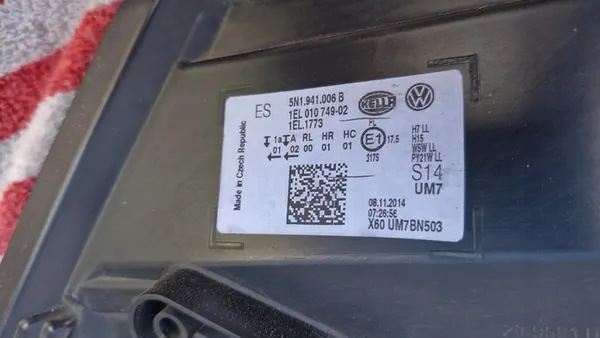 ES
5N1.941.006 B
1EL 010 749-02
1EL.1773
HELLA
VW
1a A RL HR HC
01 02 00 01 01
PL
E1 17,5
3175
H7 LL
H15
W5W LL
PY21W LL
S14
UM7
Made in Czech Republic
08.11.2014
07:26:56
X60 UM7BN503